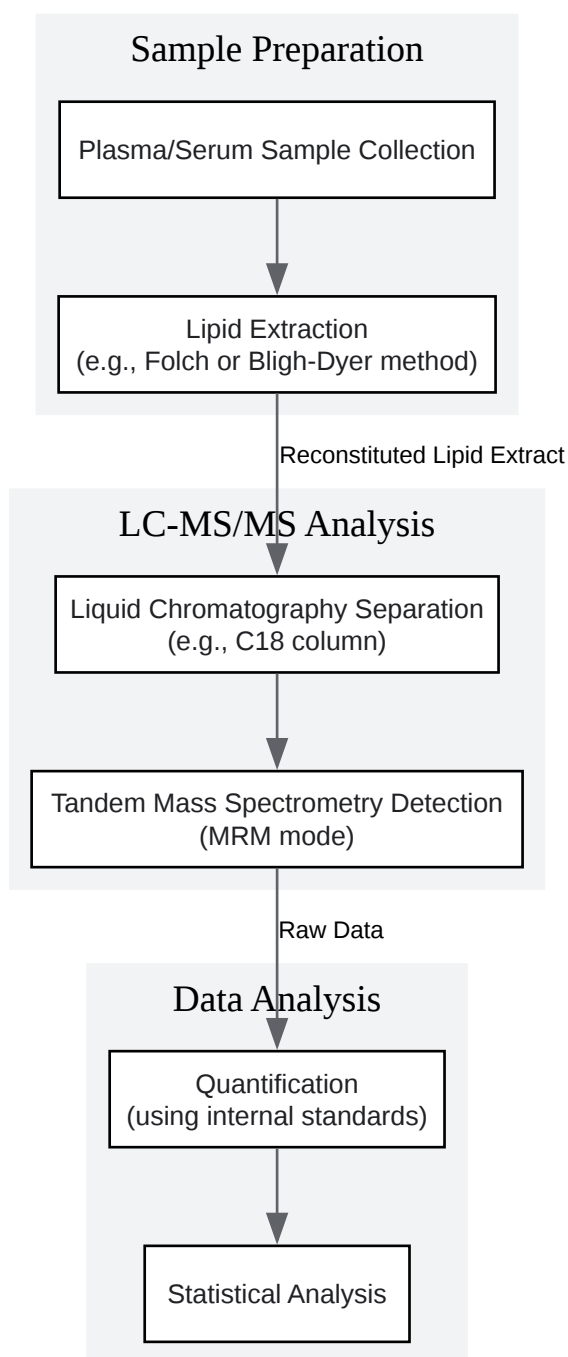 Sample Preparation
Plasma/Serum Sample Collection
Lipid Extraction
(e.g., Folch or Bligh-Dyer method)
Reconstituted Lipid Extract
LC-MS/MS Analysis
Liquid Chromatography Separation
(e.g., C18 column)
Tandem Mass Spectrometry Detection
(MRM mode)
Raw Data
Data Analysis
Quantification
(using internal standards)
Statistical Analysis